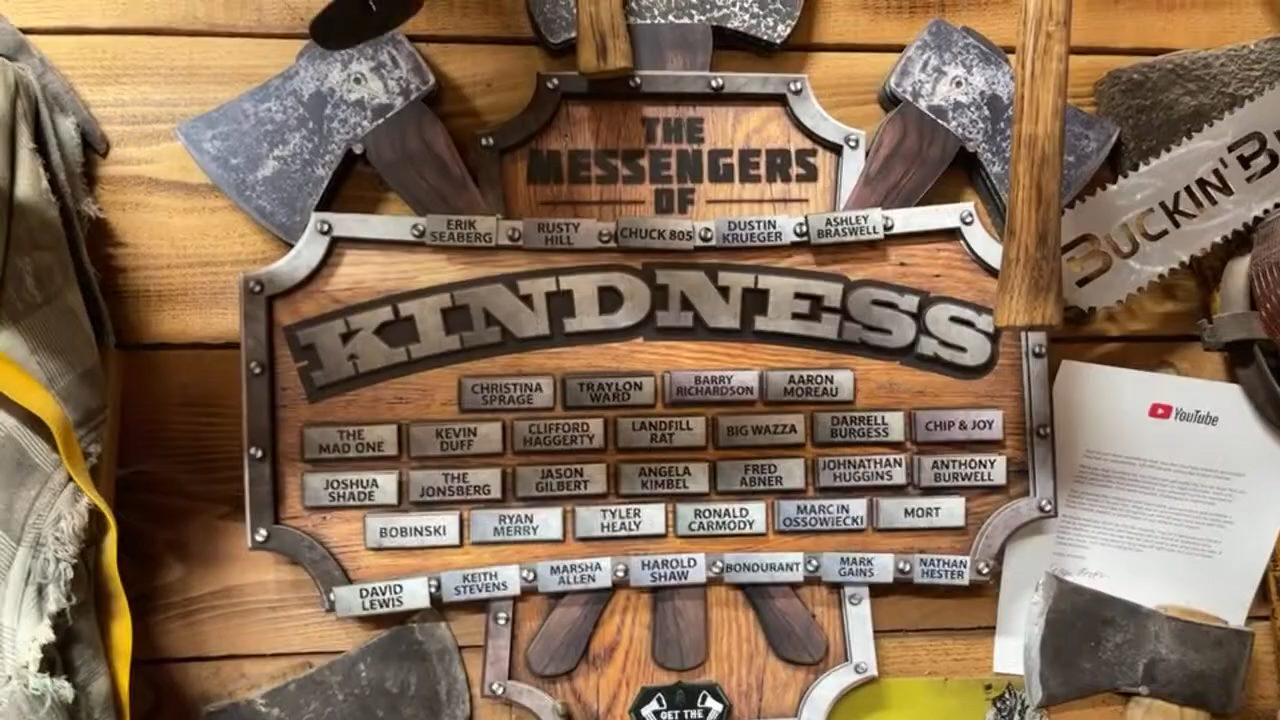 THE
MESSENGERS
OF
ERIK SEABERG
RUSTY HILL
CHUCK 805
DUSTIN KRUEGER
ASHLEY BRASWELL
BUCKIN' B
KINDNESS
CHRISTINA SPRAGE
TRAYLON WARD
BARRY RICHARDSON
AARON MOREAU
THE MAD ONE
KEVIN DUFF
CLIFFORD HAGGERTY
LANDFILL RAT
BIG WAZZA
DARRELL BURGESS
CHIP & JOY
YouTube
JOSHUA SHADE
THE JONSBERG
JASON GILBERT
ANGELA KIMBEL
FRED ABNER
JOHNATHAN HUGGINS
ANTHONY BURWELL
BOBINSKI
RYAN MERRY
TYLER HEALY
RONALD CARMODY
MARCIN OSSOWIECKI
MORT
DAVID LEWIS
KEITH STEVENS
MARSHA ALLEN
HAROLD SHAW
BONDURANT
MARK GAINS
NATHAN HESTER
GET THE